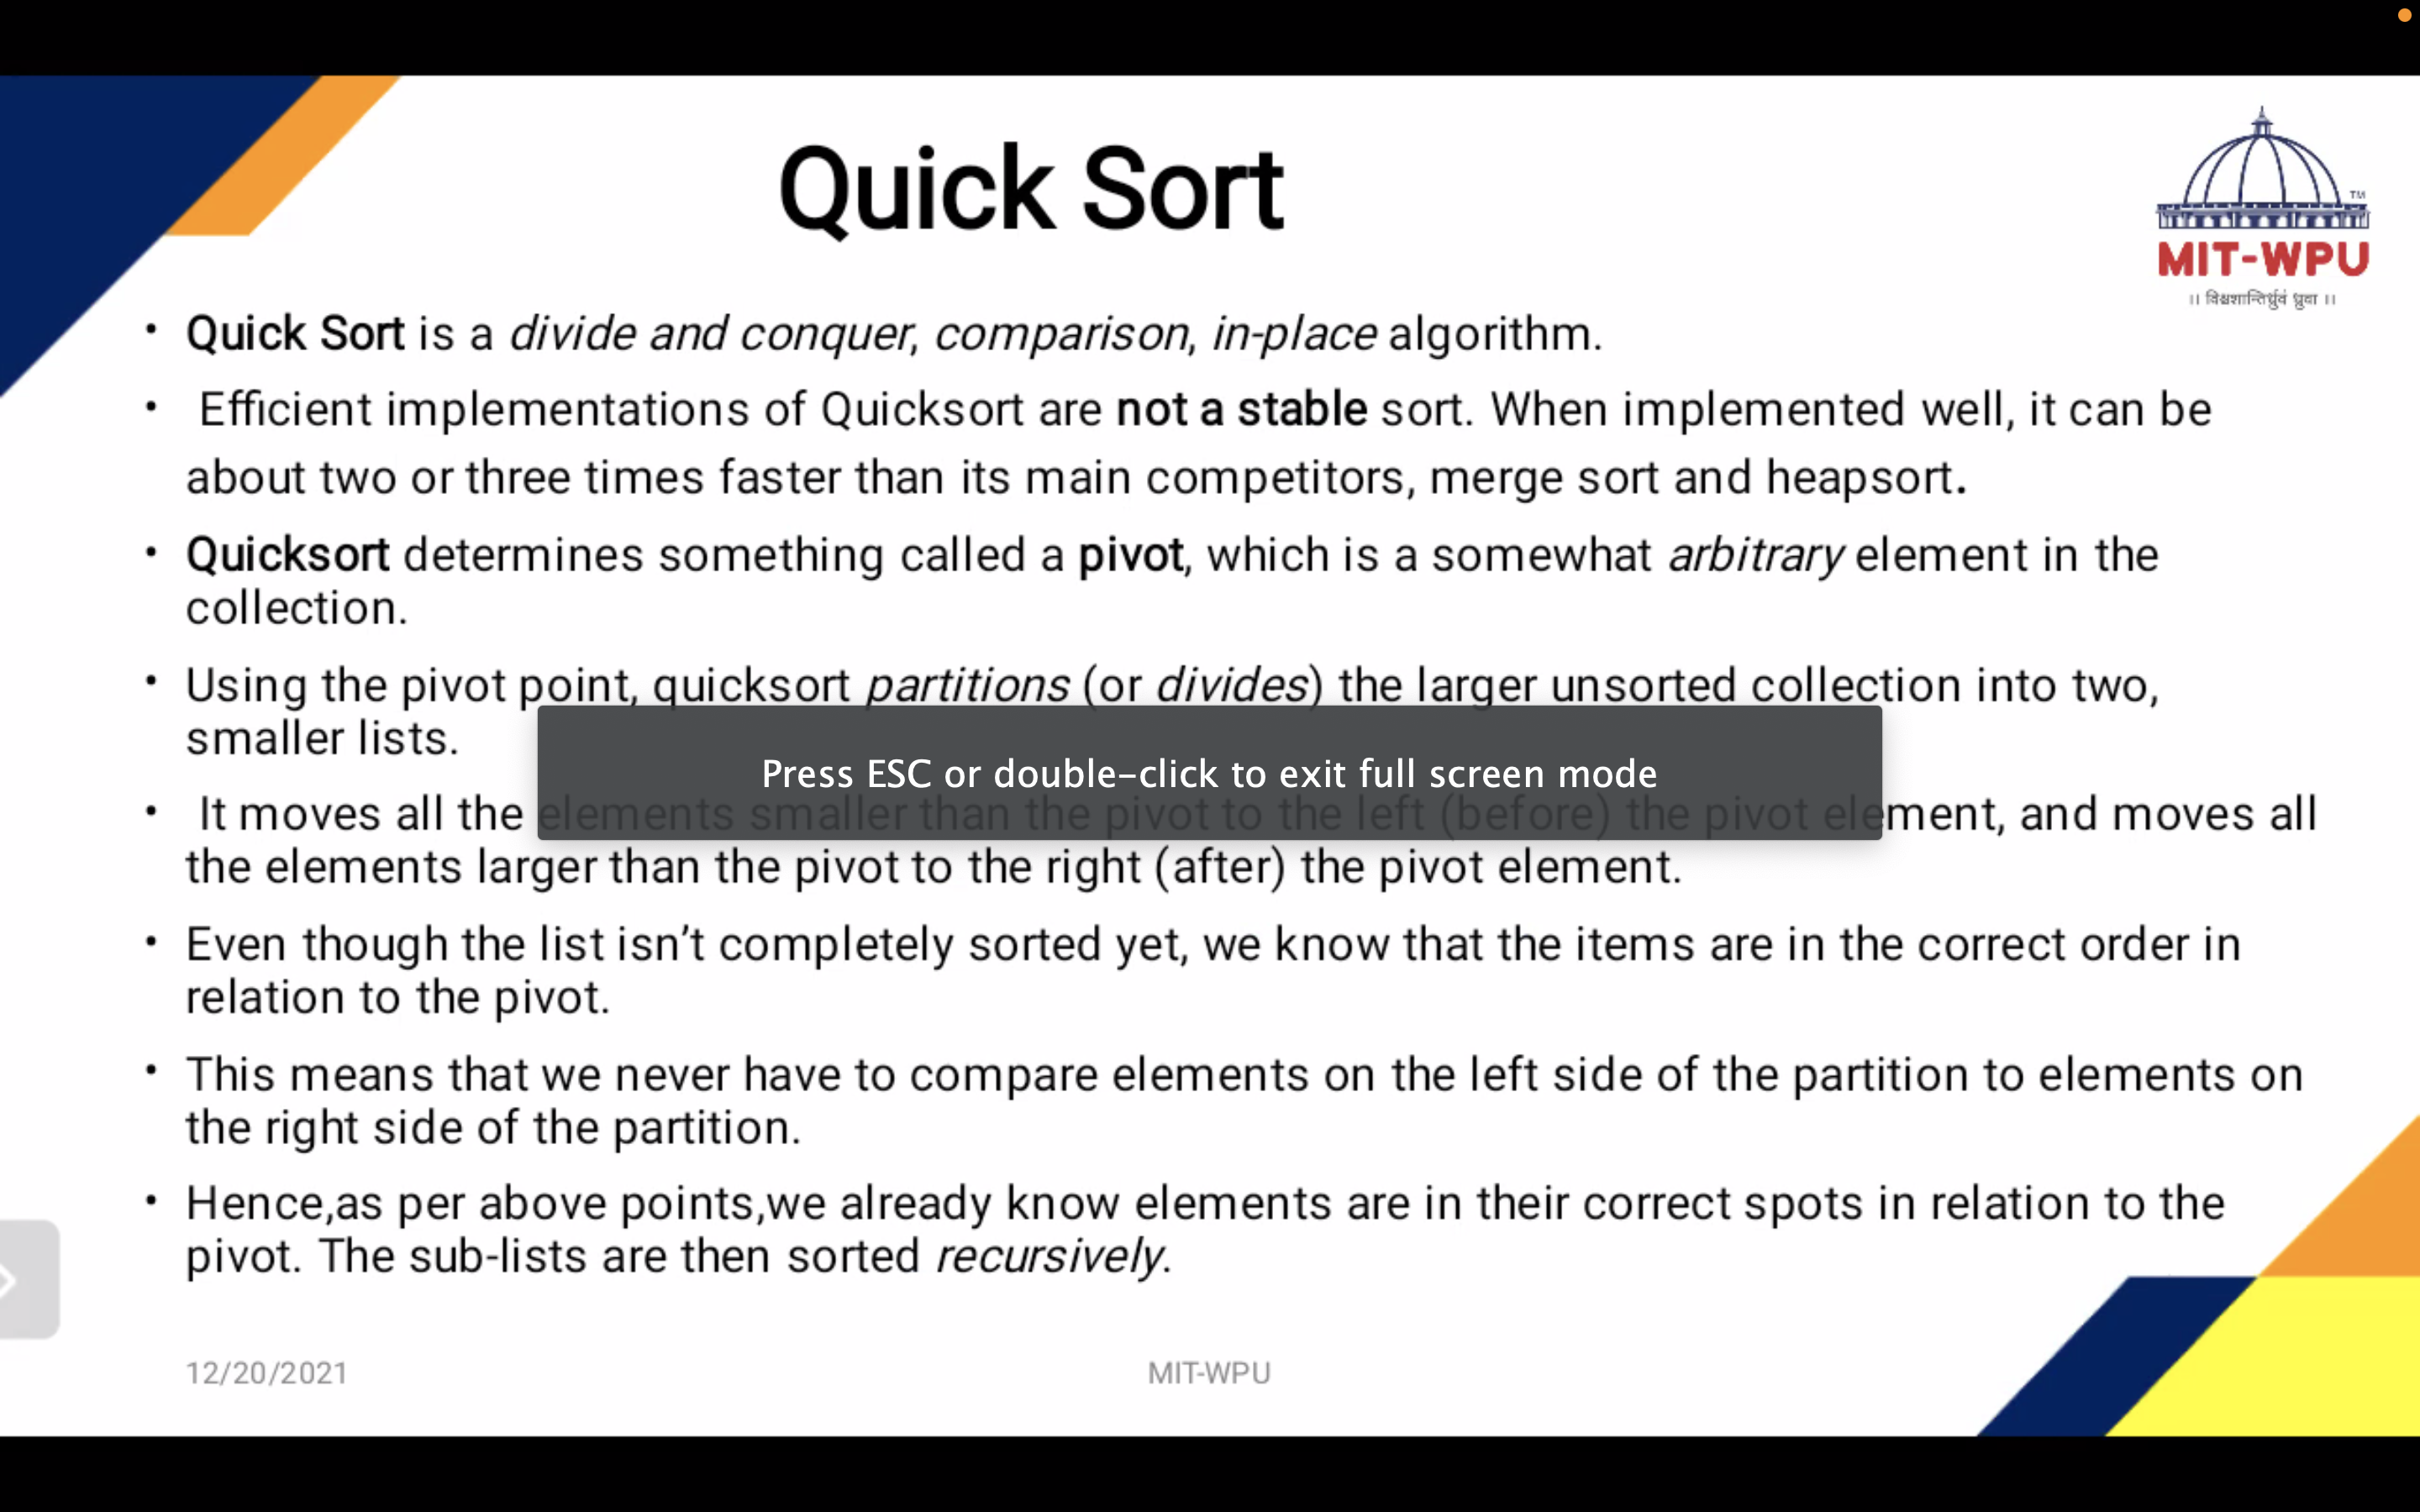 Quick Sort
TM
MIT-WPU
• Quick Sort is a divide and conquer, comparison, in-place algorithm.
• Efficient implementations of Quicksort are not a stable sort. When implemented well, it can be
about two or three times faster than its main competitors, merge sort and heapsort.
• Quicksort determines something called a pivot, which is a somewhat arbitrary element in the
collection.
• Using the pivot point, quicksort partitions (or divides) the larger unsorted collection into two,
smaller lists.
Press ESC or double-click to exit full screen mode
• It moves all the elements smaller than the pivot to the left (before) the pivot element, and moves all
the elements larger than the pivot to the right (after) the pivot element.
• Even though the list isn’t completely sorted yet, we know that the items are in the correct order in
relation to the pivot.
• This means that we never have to compare elements on the left side of the partition to elements on
the right side of the partition.
• Hence,as per above points,we already know elements are in their correct spots in relation to the
pivot. The sub-lists are then sorted recursively.
12/20/2021
MIT-WPU